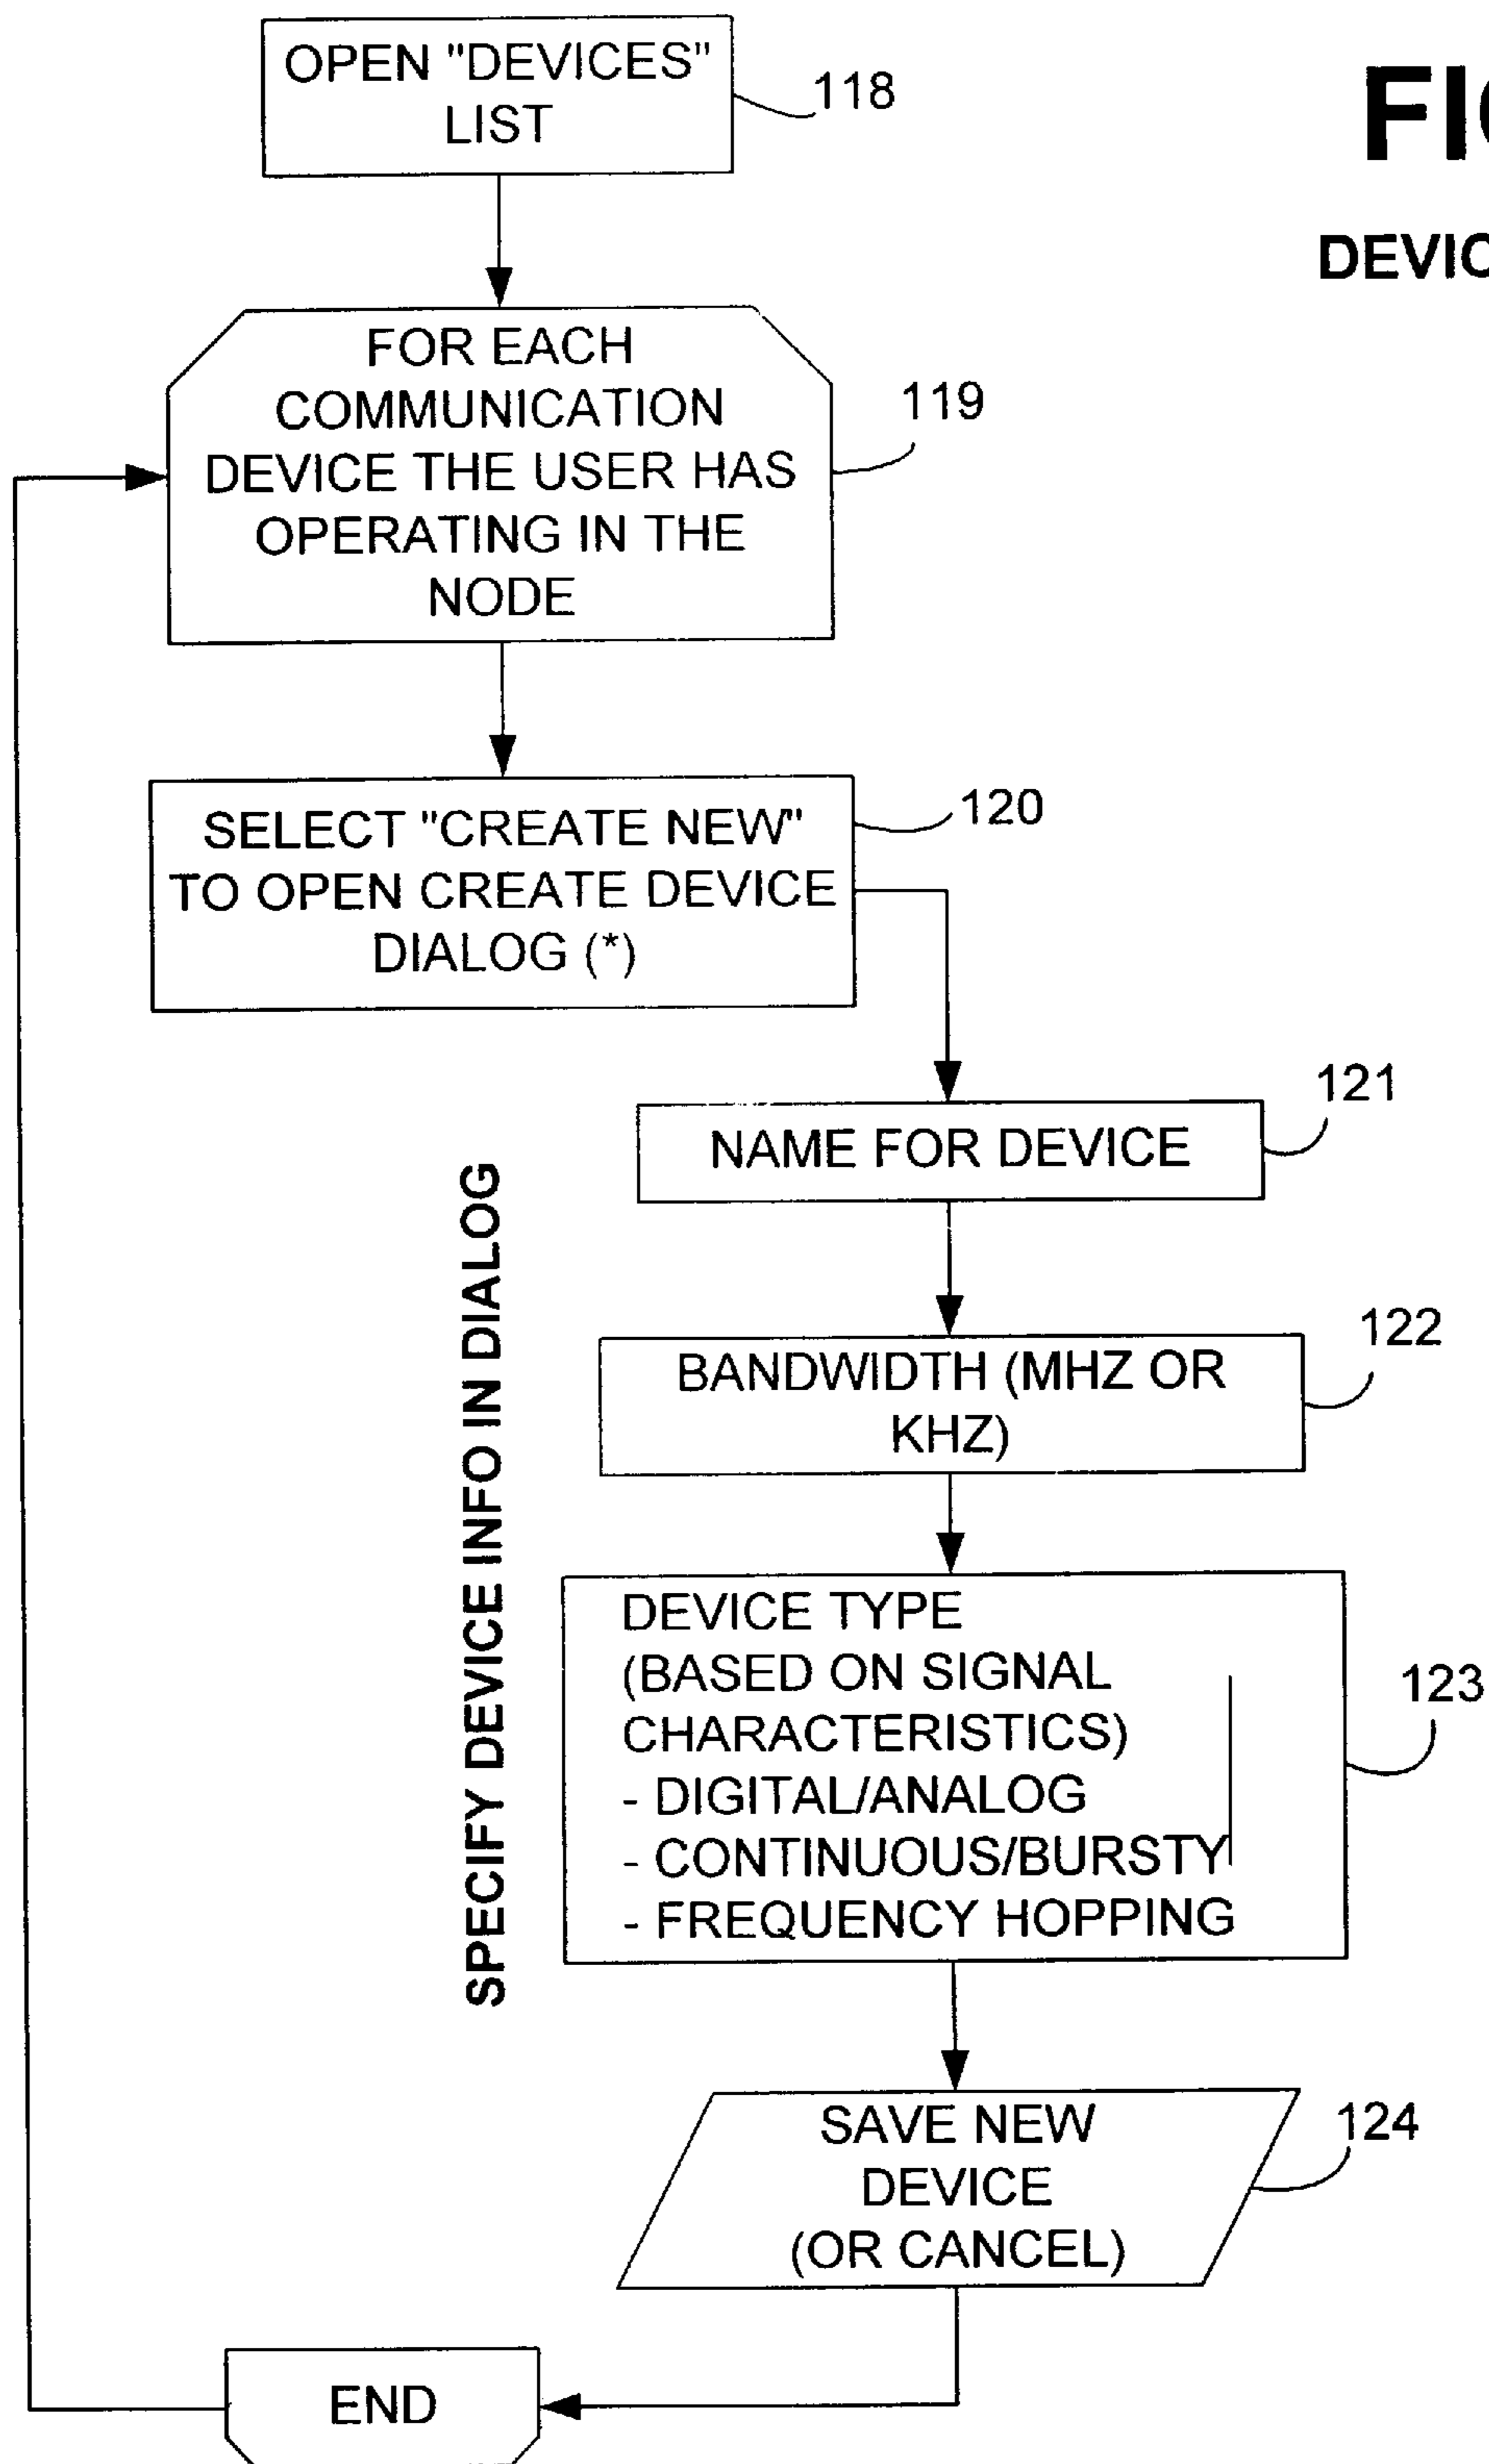 OPEN "DEVICES"
LIST
118
FOR EACH
COMMUNICATION
DEVICE THE USER HAS
OPERATING IN THE
NODE
119
SELECT "CREATE NEW"
TO OPEN CREATE DEVICE
DIALOG (*)
120
SPECIFY DEVICE INFO IN DIALOG
NAME FOR DEVICE
121
BANDWIDTH (MHZ OR
KHZ)
122
DEVICE TYPE
(BASED ON SIGNAL
CHARACTERISTICS)
- DIGITAL/ANALOG
- CONTINUOUS/BURSTY
- FREQUENCY HOPPING
123
SAVE NEW
DEVICE
(OR CANCEL)
124
END